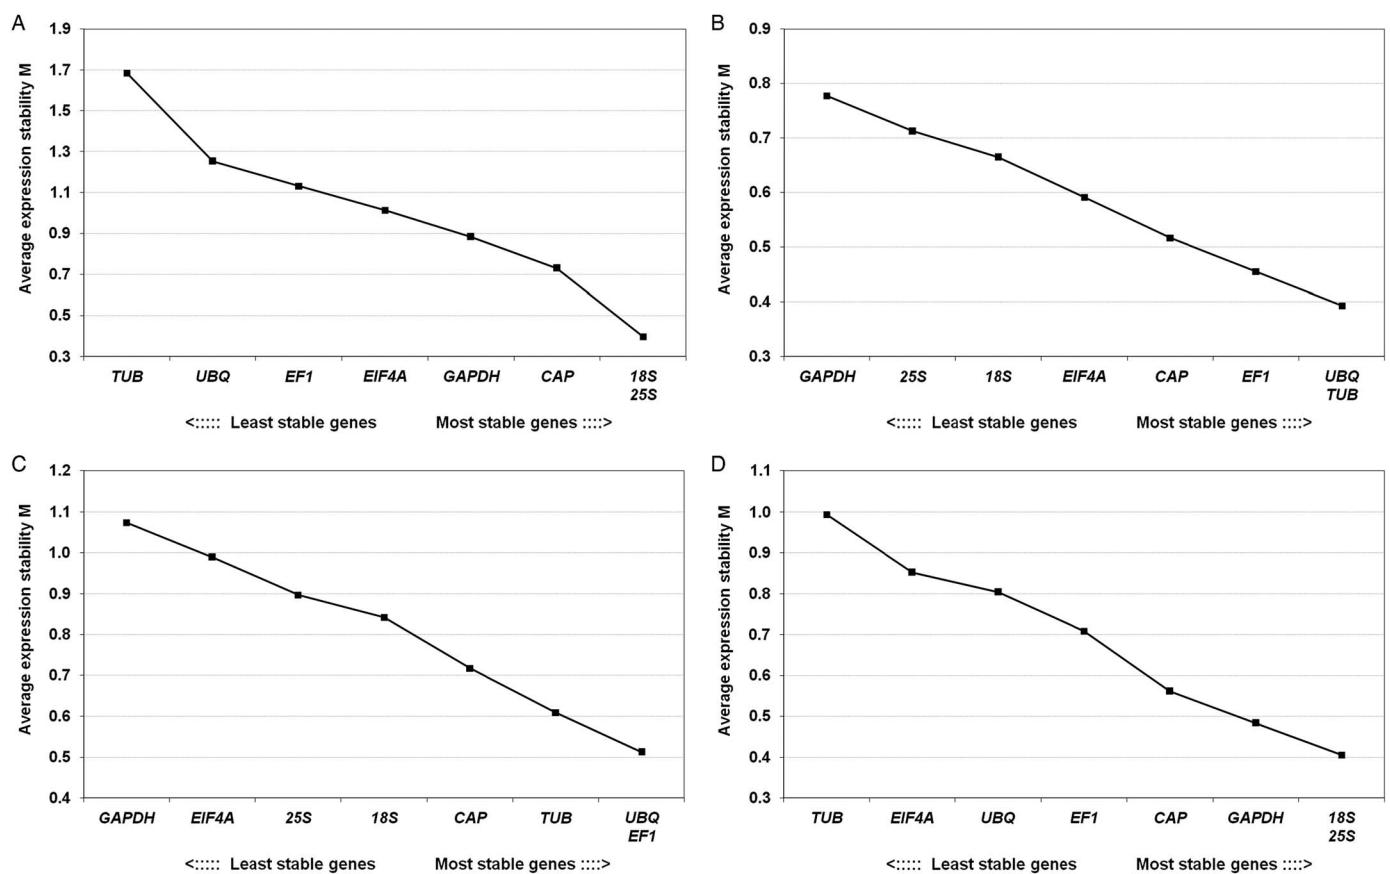 A
Average expression stability M
1.9
1.7
1.5
1.3
1.1
0.9
0.7
0.5
0.3
TUB UBQ EF1 EIF4A GAPDH CAP 18S
25S
<::::: Least stable genes Most stable genes ::::>
B
Average expression stability M
0.9
0.8
0.7
0.6
0.5
0.4
0.3
GAPDH 25S 18S EIF4A CAP EF1 UBQ
TUB
<::::: Least stable genes Most stable genes ::::>
C
Average expression stability M
1.2
1.1
1.0
0.9
0.8
0.7
0.6
0.5
0.4
GAPDH EIF4A 25S 18S CAP TUB UBQ
EF1
<::::: Least stable genes Most stable genes ::::>
D
Average expression stability M
1.1
1.0
0.9
0.8
0.7
0.6
0.5
0.4
0.3
TUB EIF4A UBQ EF1 CAP GAPDH 18S
25S
<::::: Least stable genes Most stable genes ::::>